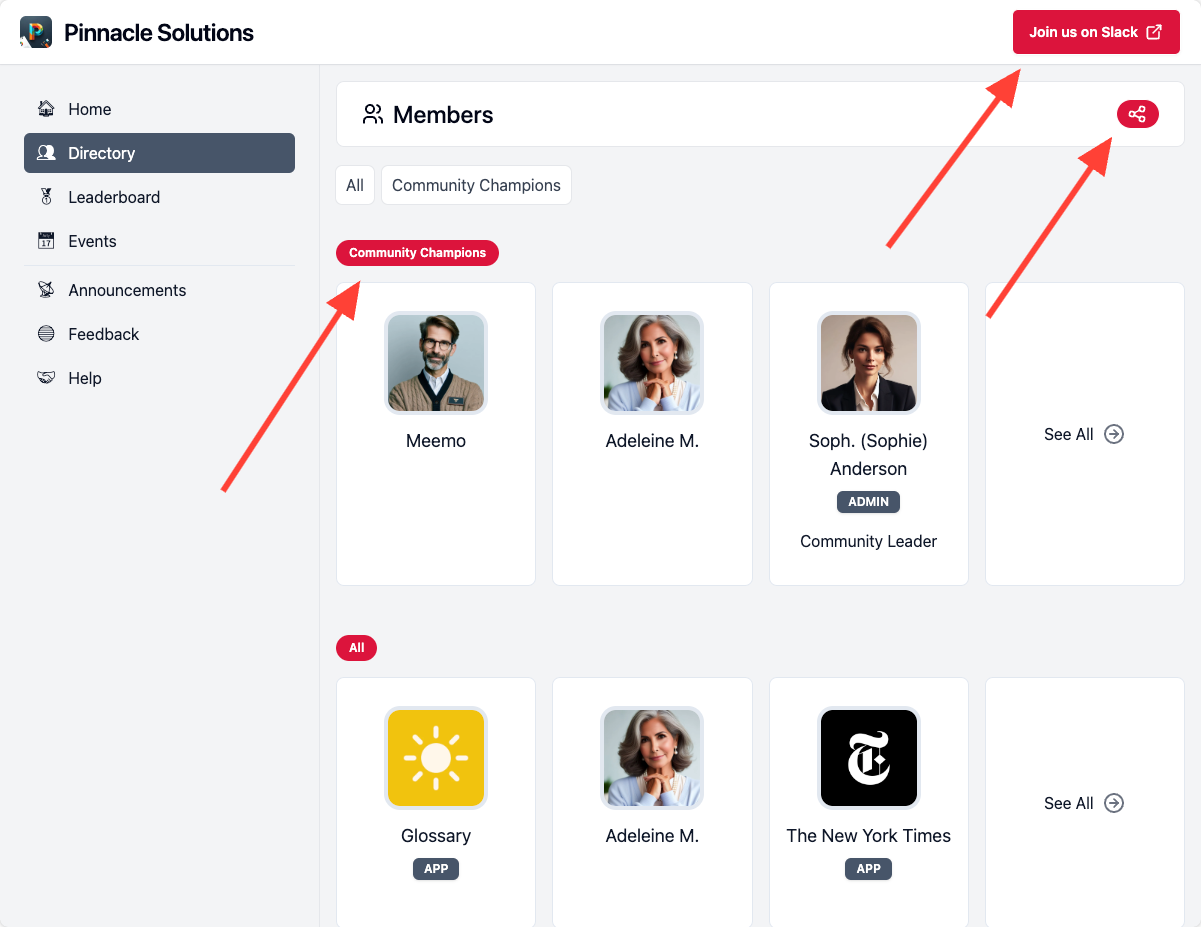 Pinnacle Solutions
Join us on Slack
Home
Directory
Leaderboard
Events
Announcements
Feedback
Help
Members
All
Community Champions
Community Champions
Meemo
Adeleine M.
Soph. (Sophie)
Anderson
ADMIN
Community Leader
See All
All
Glossary
APP
Adeleine M.
The New York Times
APP
See All